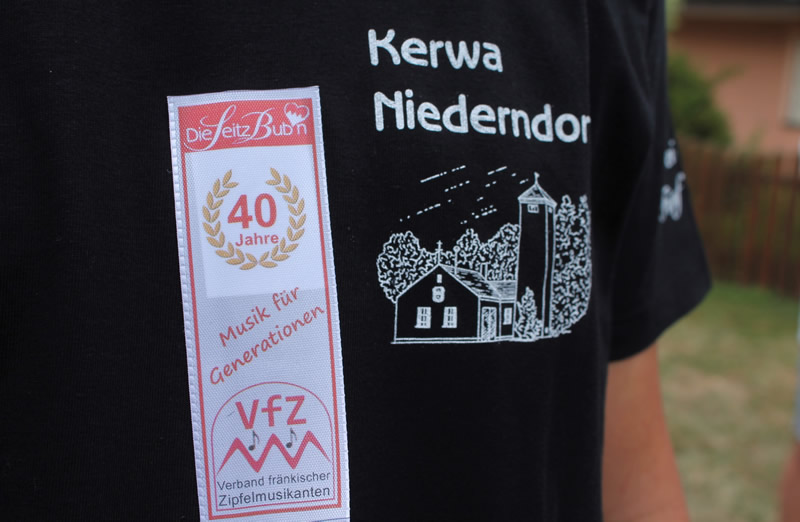 Kerwa
Niederndor
Die Seitz Bub'n
40
Jahre
Musik für
Generationen
VfZ
Verband fränkischer
Zipfelmusikanten